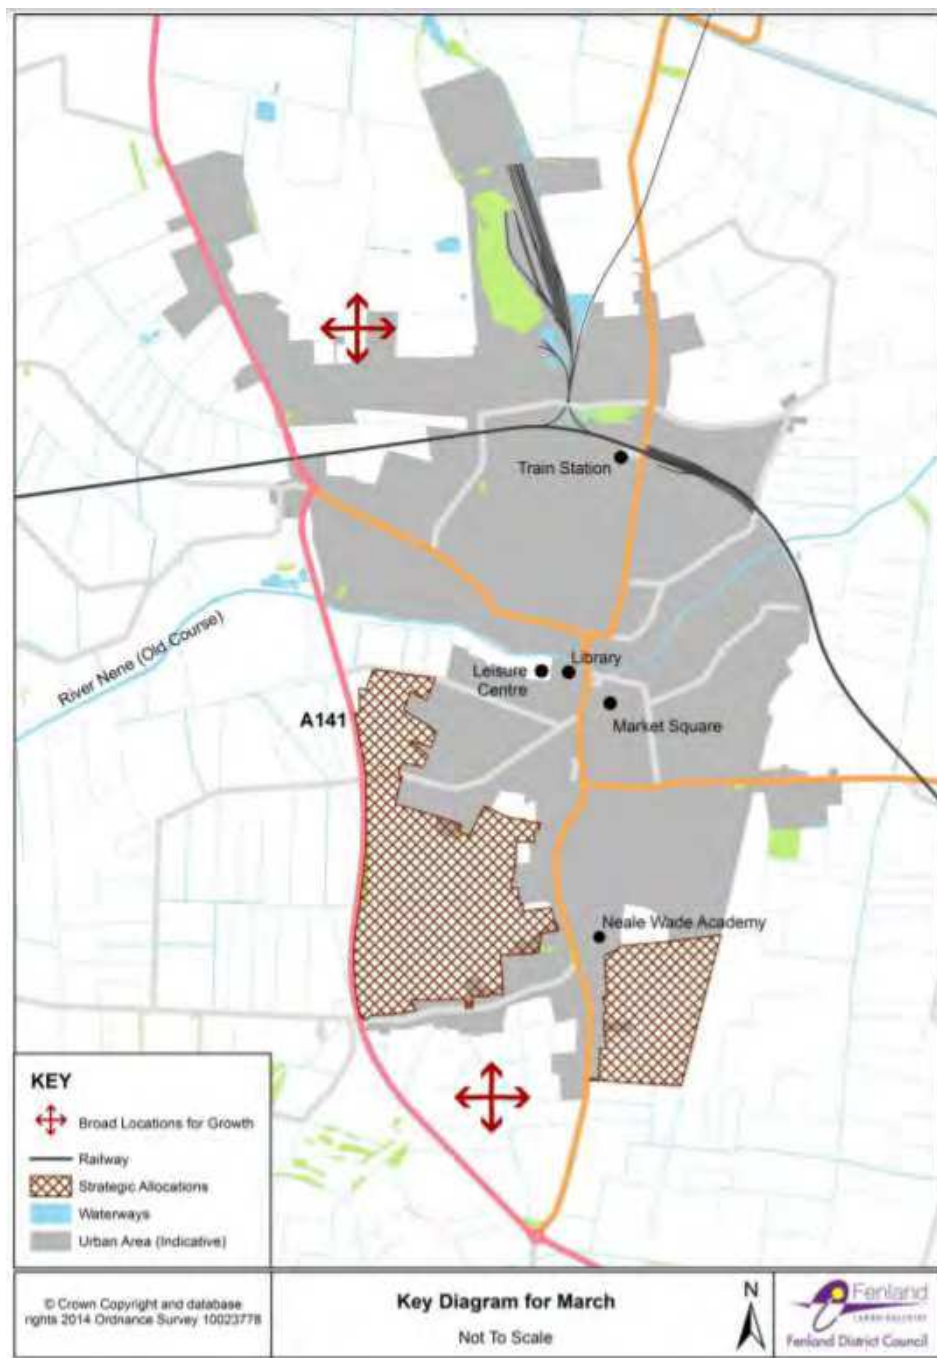 Train Station
River Nene (Old Course)
Library
Leisure
Centre
Market Square
A141
Neale Wade Academy
KEY
Broad Locations for Growth
Railway
Strategic Allocations
Waterways
Urban Area (Indicative)
© Crown Copyright and database
rights 2014 Ordnance Survey 10023778
Key Diagram for March
Not To Scale
N
Fenland
CAMBRIDGESHIRE
Fenland District Council